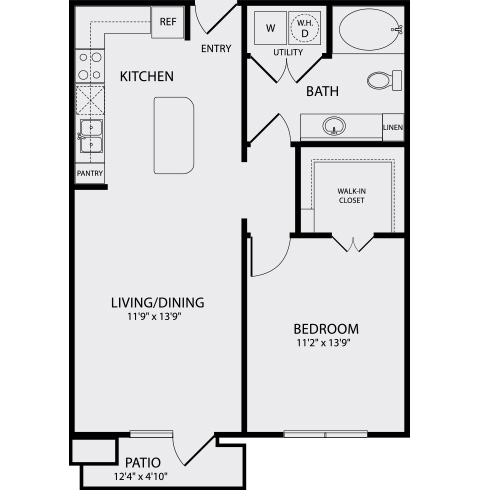 REF
W
W.H.
D
ENTRY
UTILITY
KITCHEN
BATH
LINEN
PANTRY
WALK-IN
CLOSET
LIVING/DINING
11'9" x 13'9"
BEDROOM
11'2" x 13'9"
PATIO
12'4" x 4'10"